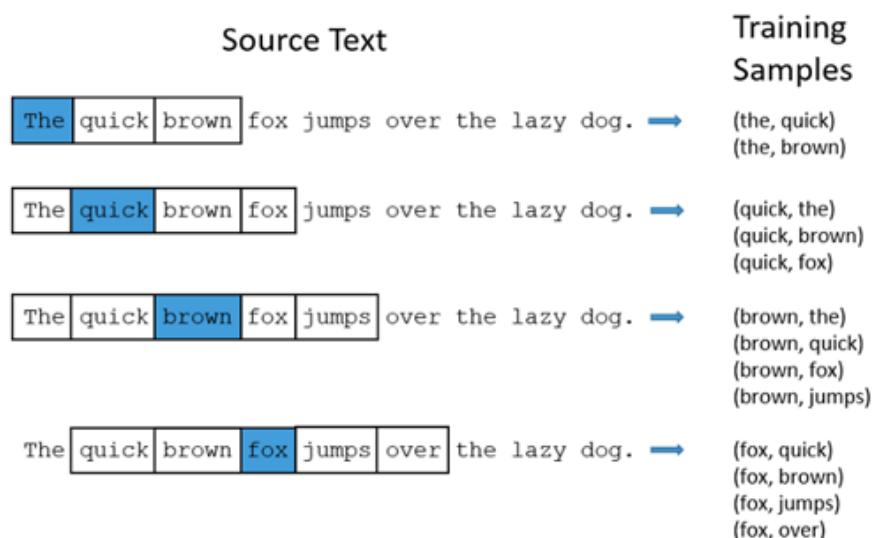 Source Text
Training
Samples
The quick brown fox jumps over the lazy dog.
(the, quick)
(the, brown)
The quick brown fox jumps over the lazy dog.
(quick, the)
(quick, brown)
(quick, fox)
The quick brown fox jumps over the lazy dog.
(brown, the)
(brown, quick)
(brown, fox)
(brown, jumps)
The quick brown fox jumps over the lazy dog.
(fox, quick)
(fox, brown)
(fox, jumps)
(fox, over)